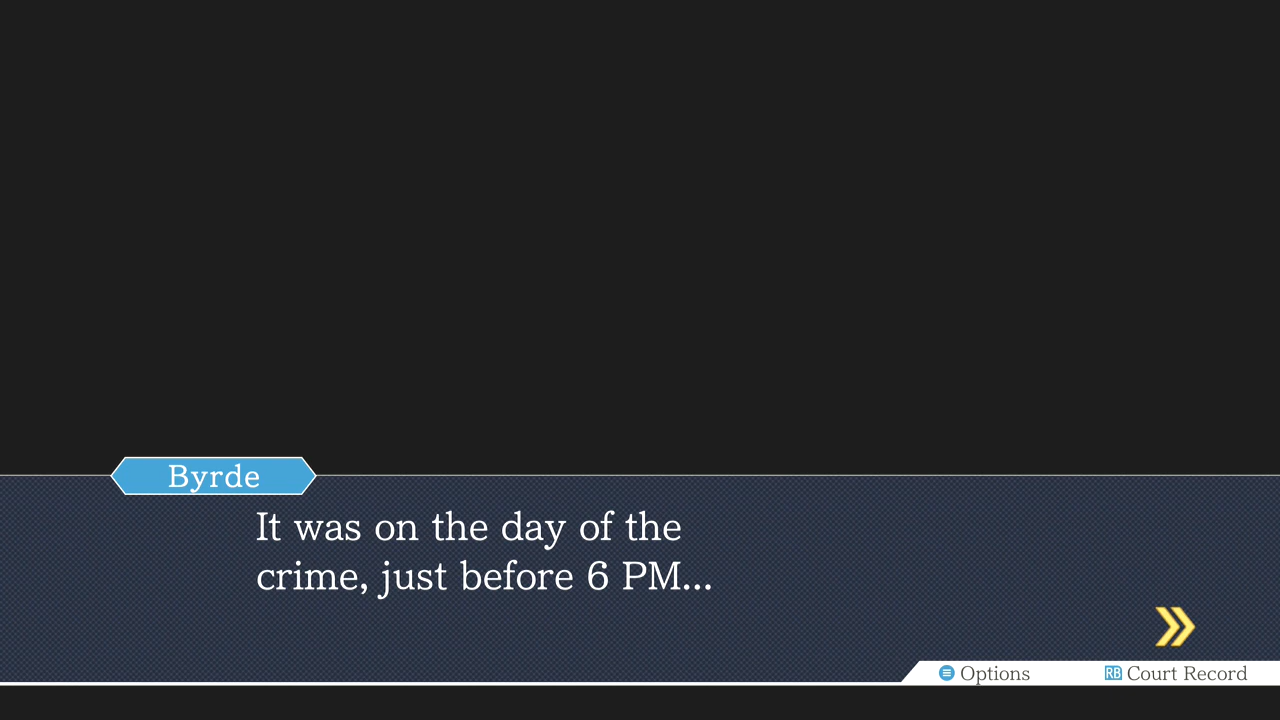 Byrde
It was on the day of the
crime, just before 6 PM...
Options
RB Court Record